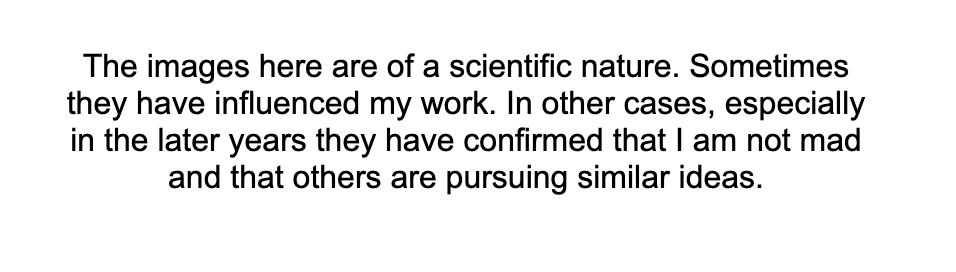 The images here are of a scientific nature. Sometimes
they have influenced my work. In other cases, especially
in the later years they have confirmed that I am not mad
and that others are pursuing similar ideas.